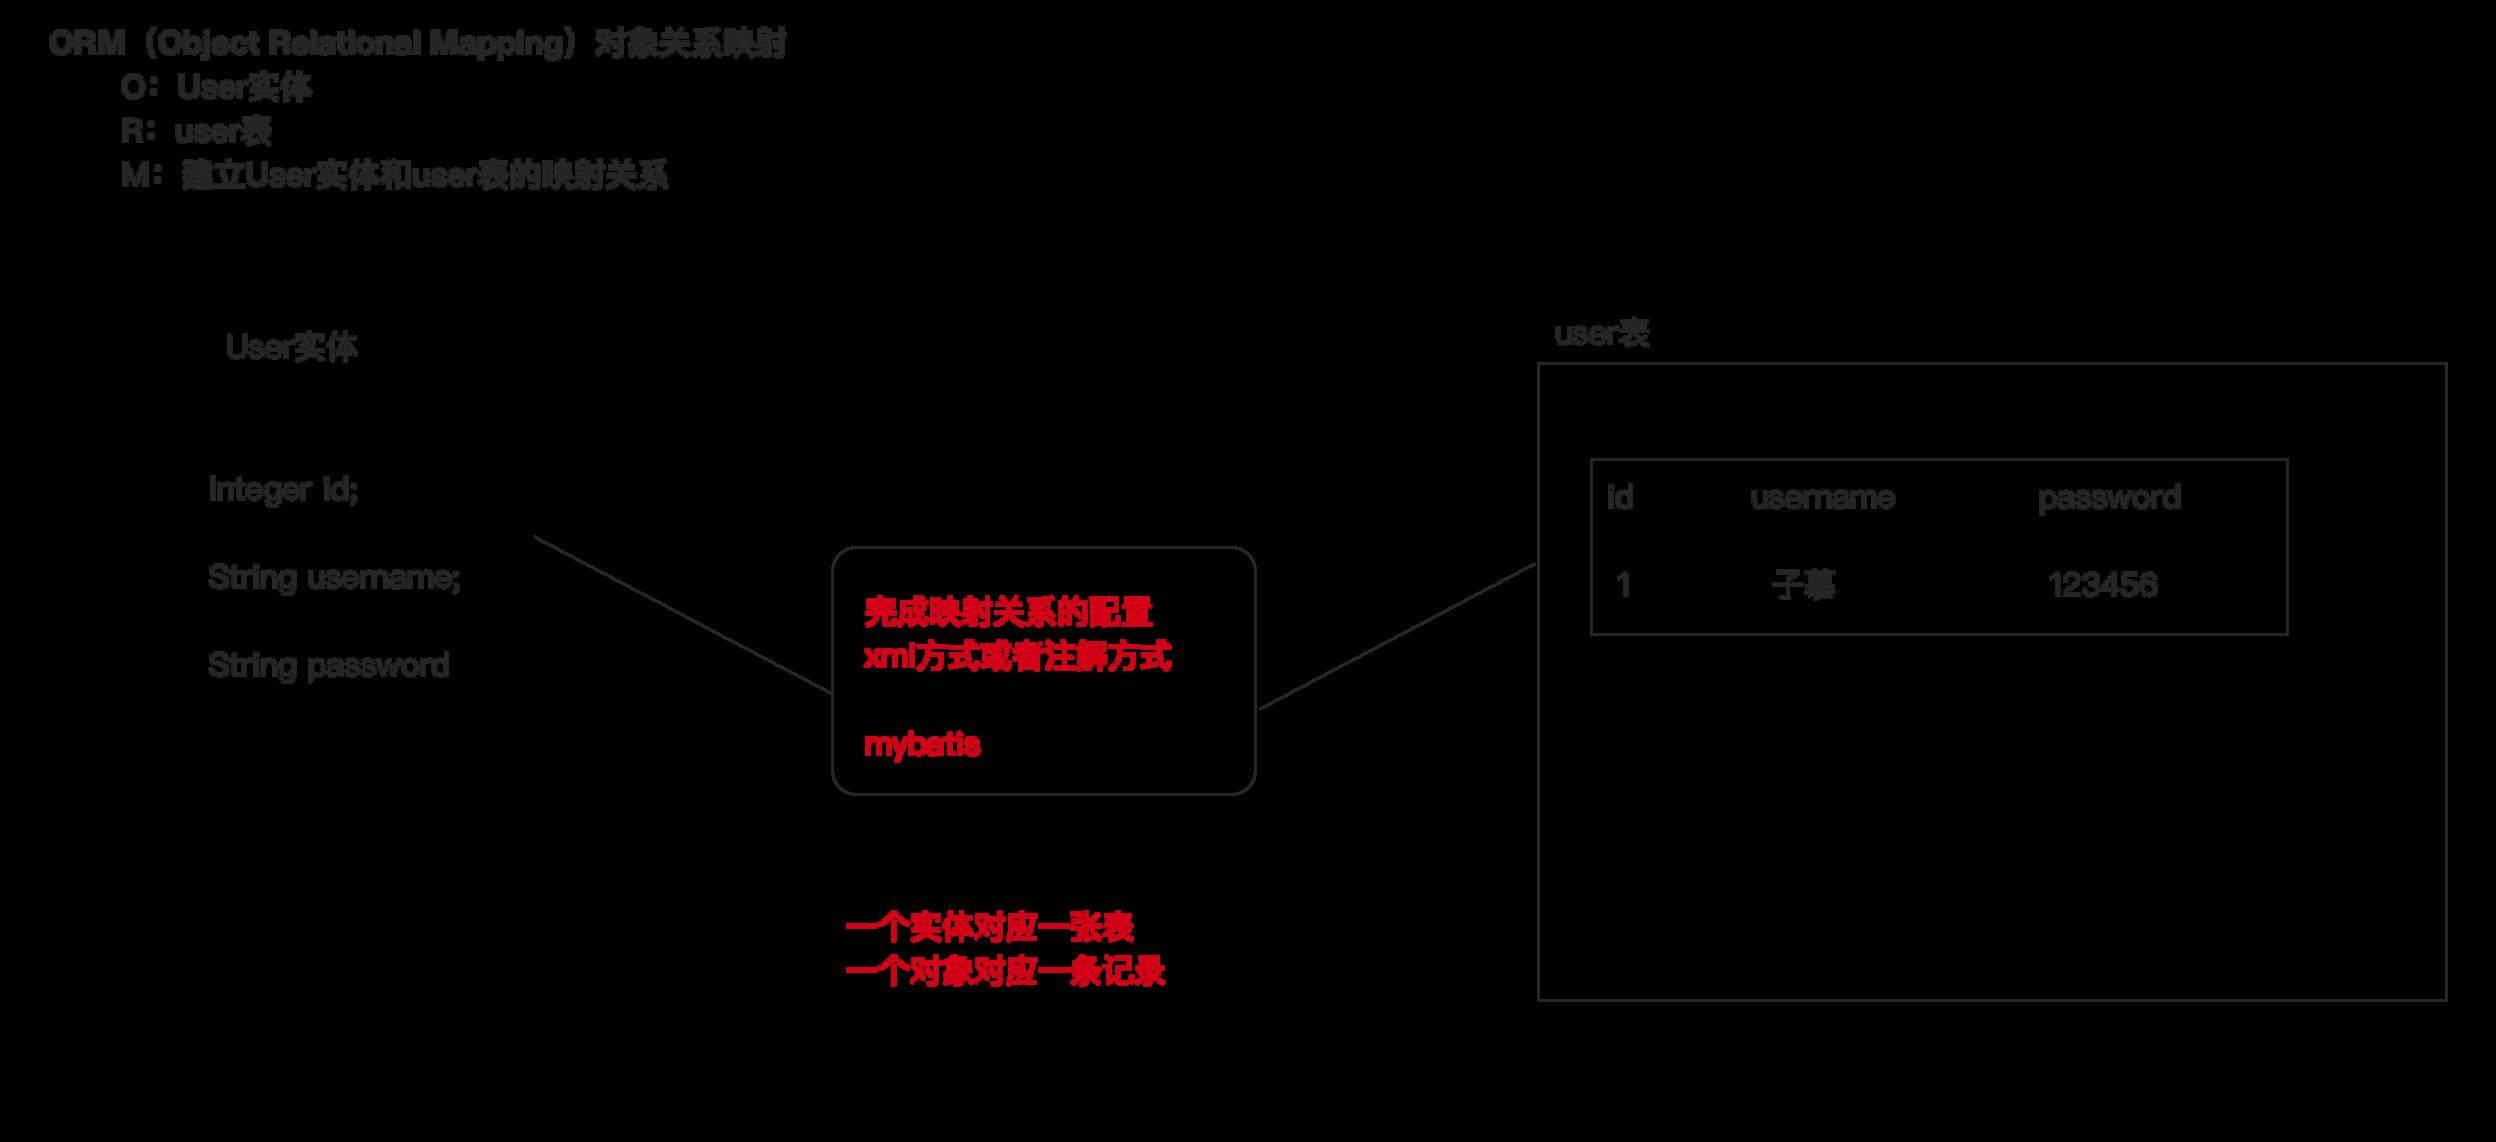 ORM（Object Relational Mapping）对象关系映射
O：User实体
R：user表
M：建立User实体和user表的映射关系
User实体
Integer id;
String username;
String password
完成映射关系的配置
xml方式或者注解方式
mybatis
一个实体对应一张表
一个对象对应一条记录
user表
id username password
1 子慕 123456